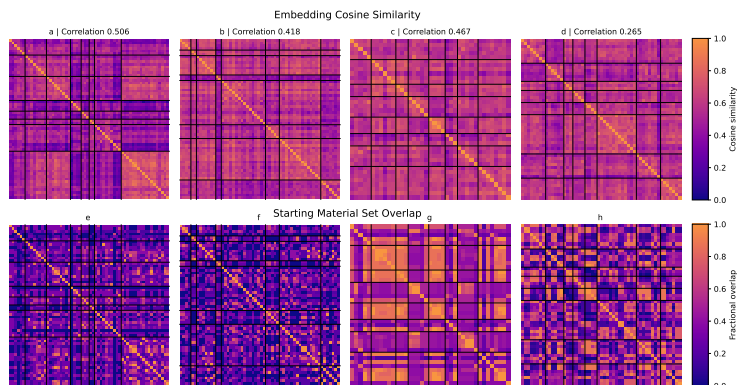 Embedding Cosine Similarity
a | Correlation 0.506
b | Correlation 0.418
c | Correlation 0.467
d | Correlation 0.265
1.0
0.8
0.6
0.4
0.2
0.0
Cosine similarity
Starting Material Set Overlap
e
f
g
h
1.0
0.8
0.6
0.4
0.2
0.0
Fractional overlap